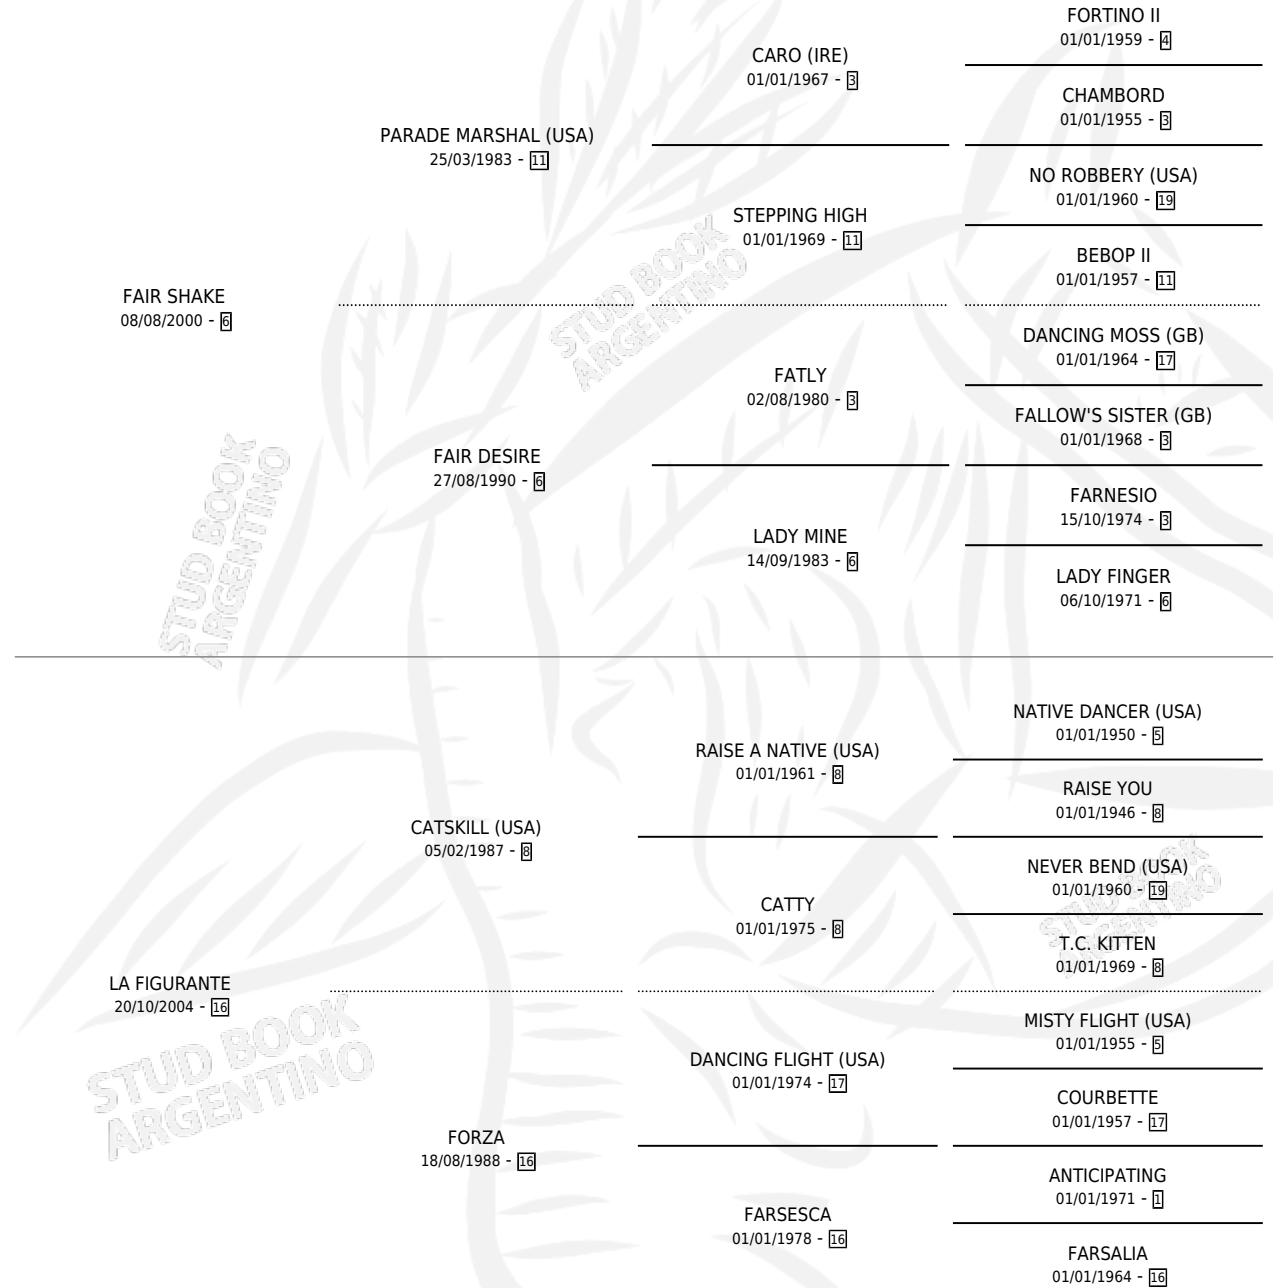 FORTINO II
01/01/1959 - 4
CARO (IRE)
01/01/1967 - 3
CHAMBORD
01/01/1955 - 3
PARADE MARSHAL (USA)
25/03/1983 - 11
NO ROBBERY (USA)
01/01/1960 - 19
STEPPING HIGH
01/01/1969 - 11
BEBOP II
01/01/1957 - 11
FAIR SHAKE
08/08/2000 - 6
STUD BOOK
ARGENTINO
DANCING MOSS (GB)
01/01/1964 - 17
FATLY
02/08/1980 - 3
FALLOW'S SISTER (GB)
01/01/1968 - 3
FAIR DESIRE
27/08/1990 - 6
FARNESIO
15/10/1974 - 3
LADY MINE
14/09/1983 - 6
LADY FINGER
06/10/1971 - 6
STUD BOOK
ARGENTINO
NATIVE DANCER (USA)
01/01/1950 - 5
RAISE A NATIVE (USA)
01/01/1961 - 8
RAISE YOU
01/01/1946 - 8
CATSKILL (USA)
05/02/1987 - 8
NEVER BEND (USA)
01/01/1960 - 19
CATTY
01/01/1975 - 8
STUD BOOK
ARGENTINO
T.C. KITTEN
01/01/1969 - 8
LA FIGURANTE
20/10/2004 - 16
STUD BOOK
ARGENTINO
MISTY FLIGHT (USA)
01/01/1955 - 5
DANCING FLIGHT (USA)
01/01/1974 - 17
COURBETTE
01/01/1957 - 17
FORZA
18/08/1988 - 16
ANTICIPATING
01/01/1971 - 1
FARSESCA
01/01/1978 - 16
FARSALIA
01/01/1964 - 16